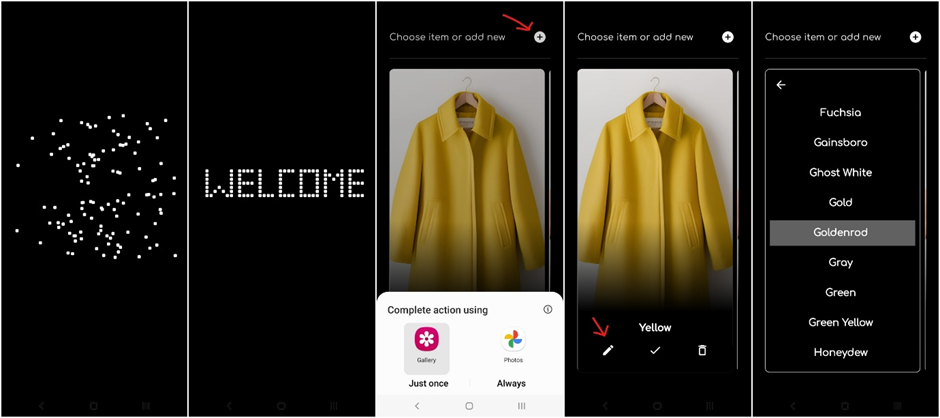 WELCOME
Choose item or add new
Complete action using
Gallery
Photos
Just once
Always
Choose item or add new
Yellow
Choose item or add new
Fuchsia
Gainsboro
Ghost White
Gold
Goldenrod
Gray
Green
Green Yellow
Honeydew